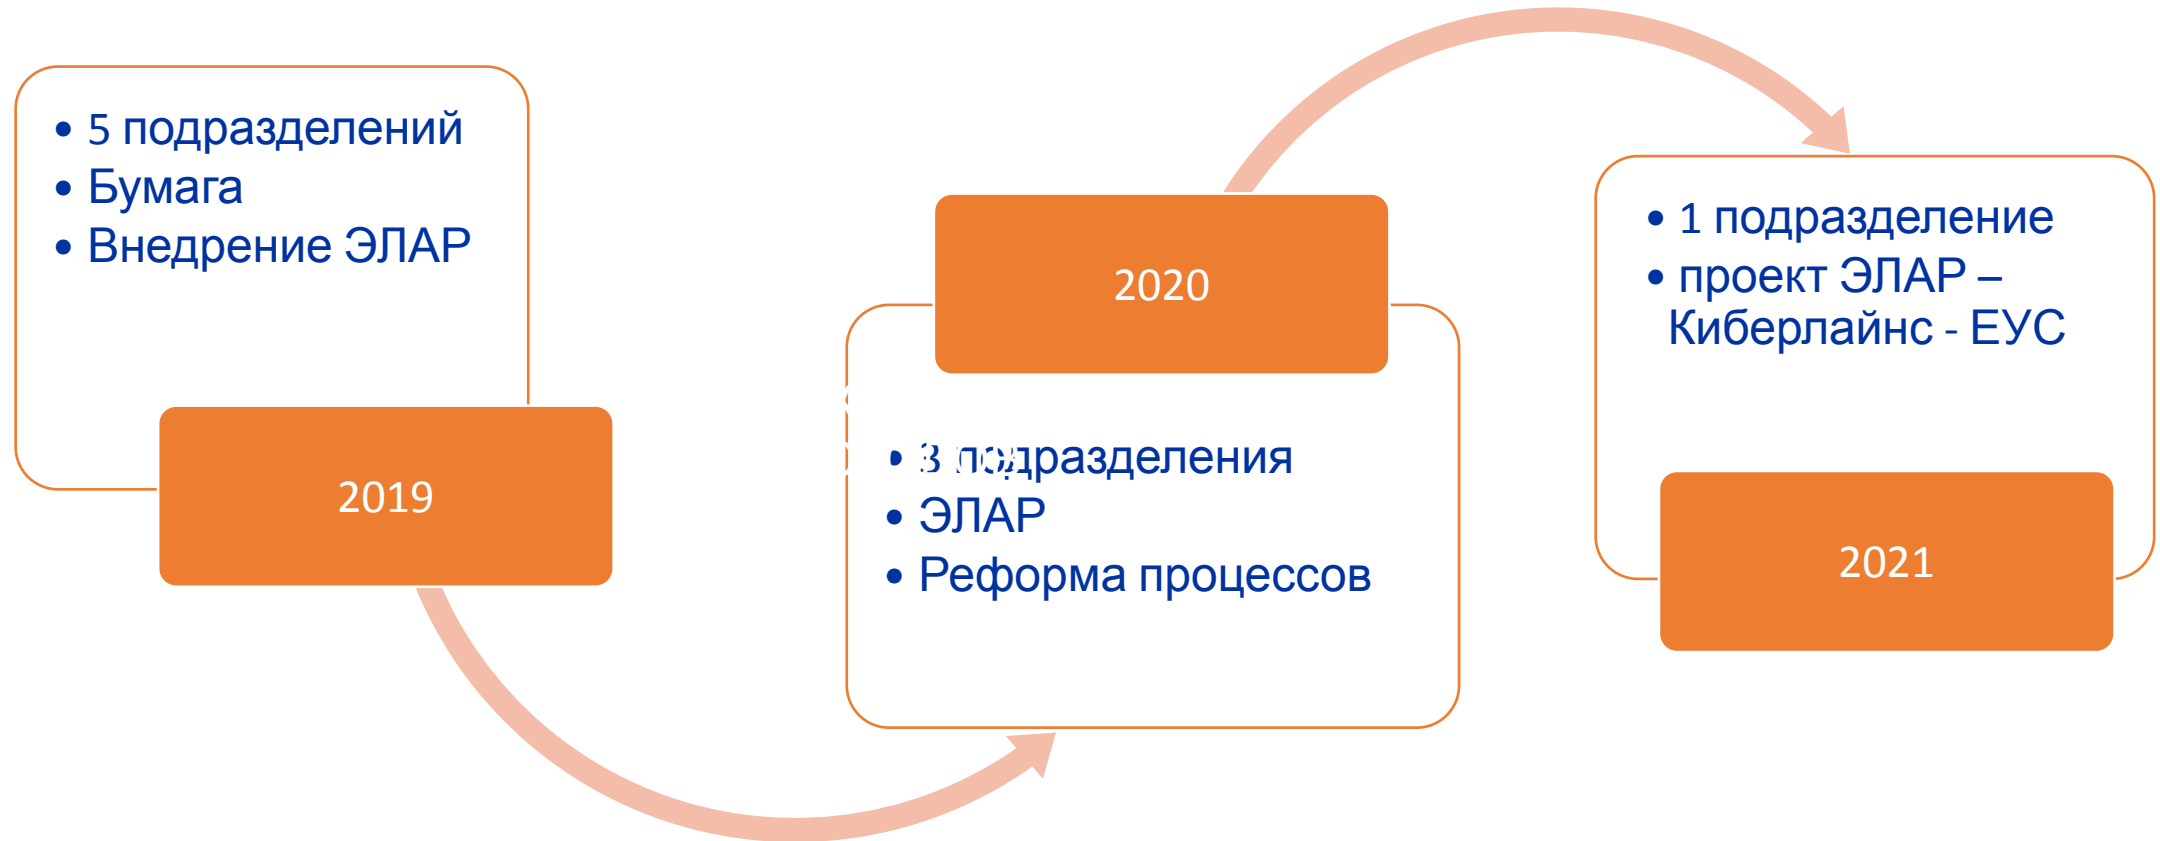 • 5 подразделений
• Бумага
• Внедрение ЭЛАР
2019
2020
• 3 подразделения
• ЭЛАР
• Реформа процессов
• 1 подразделение
• проект ЭЛАР –
Киберлайнс - ЕУС
2021